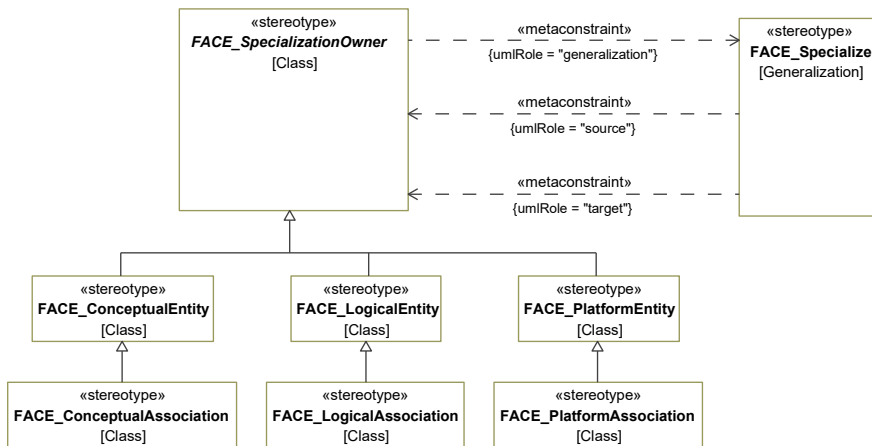 «stereotype»
FACE_SpecializationOwner
[Class]
«metaconstraint»
{umlRole = "generalization"}
«metaconstraint»
{umlRole = "source"}
«metaconstraint»
{umlRole = "target"}
«stereotype»
FACE_Specialize
[Generalization]
«stereotype»
FACE_ConceptualEntity
[Class]
«stereotype»
FACE_LogicalEntity
[Class]
«stereotype»
FACE_PlatformEntity
[Class]
«stereotype»
FACE_ConceptualAssociation
[Class]
«stereotype»
FACE_LogicalAssociation
[Class]
«stereotype»
FACE_PlatformAssociation
[Class]